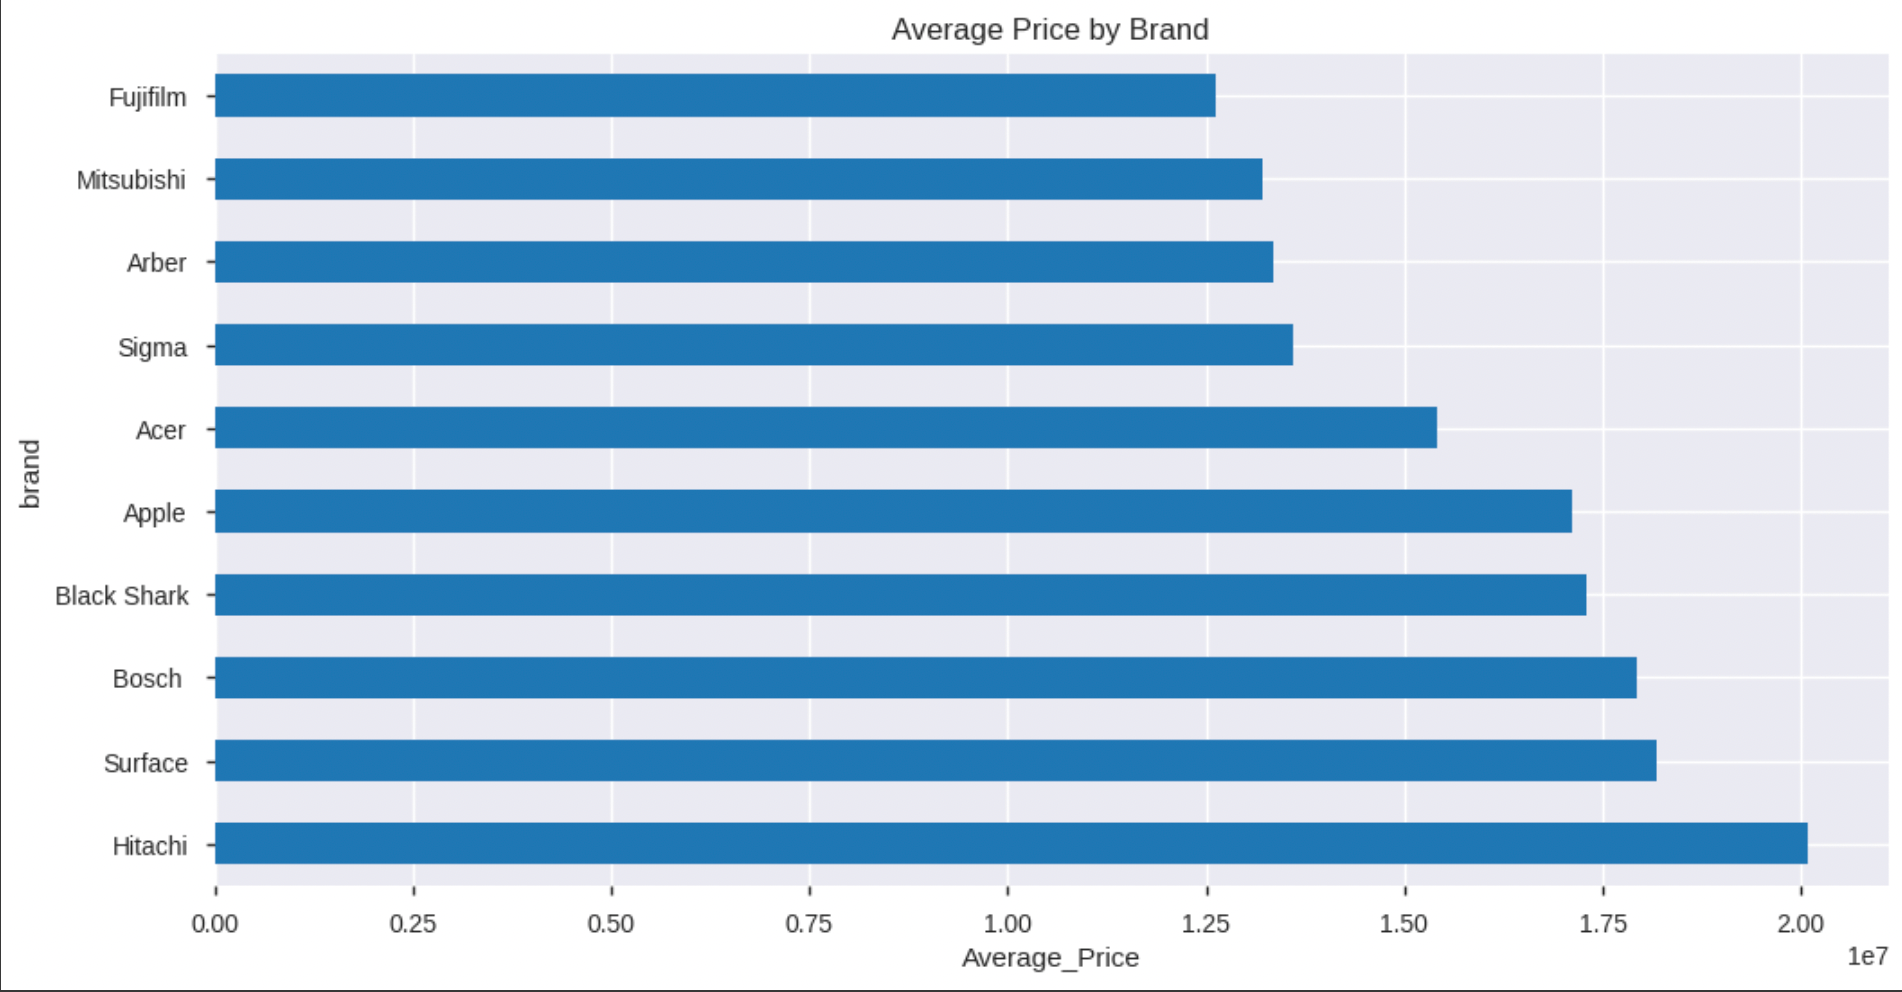 Average Price by Brand
Fujifilm
Mitsubishi
Arber
Sigma
Acer
Apple
Black Shark
Bosch
Surface
Hitachi
brand
0.00 0.25 0.50 0.75 1.00 1.25 1.50 1.75 2.00
Average_Price
1e7